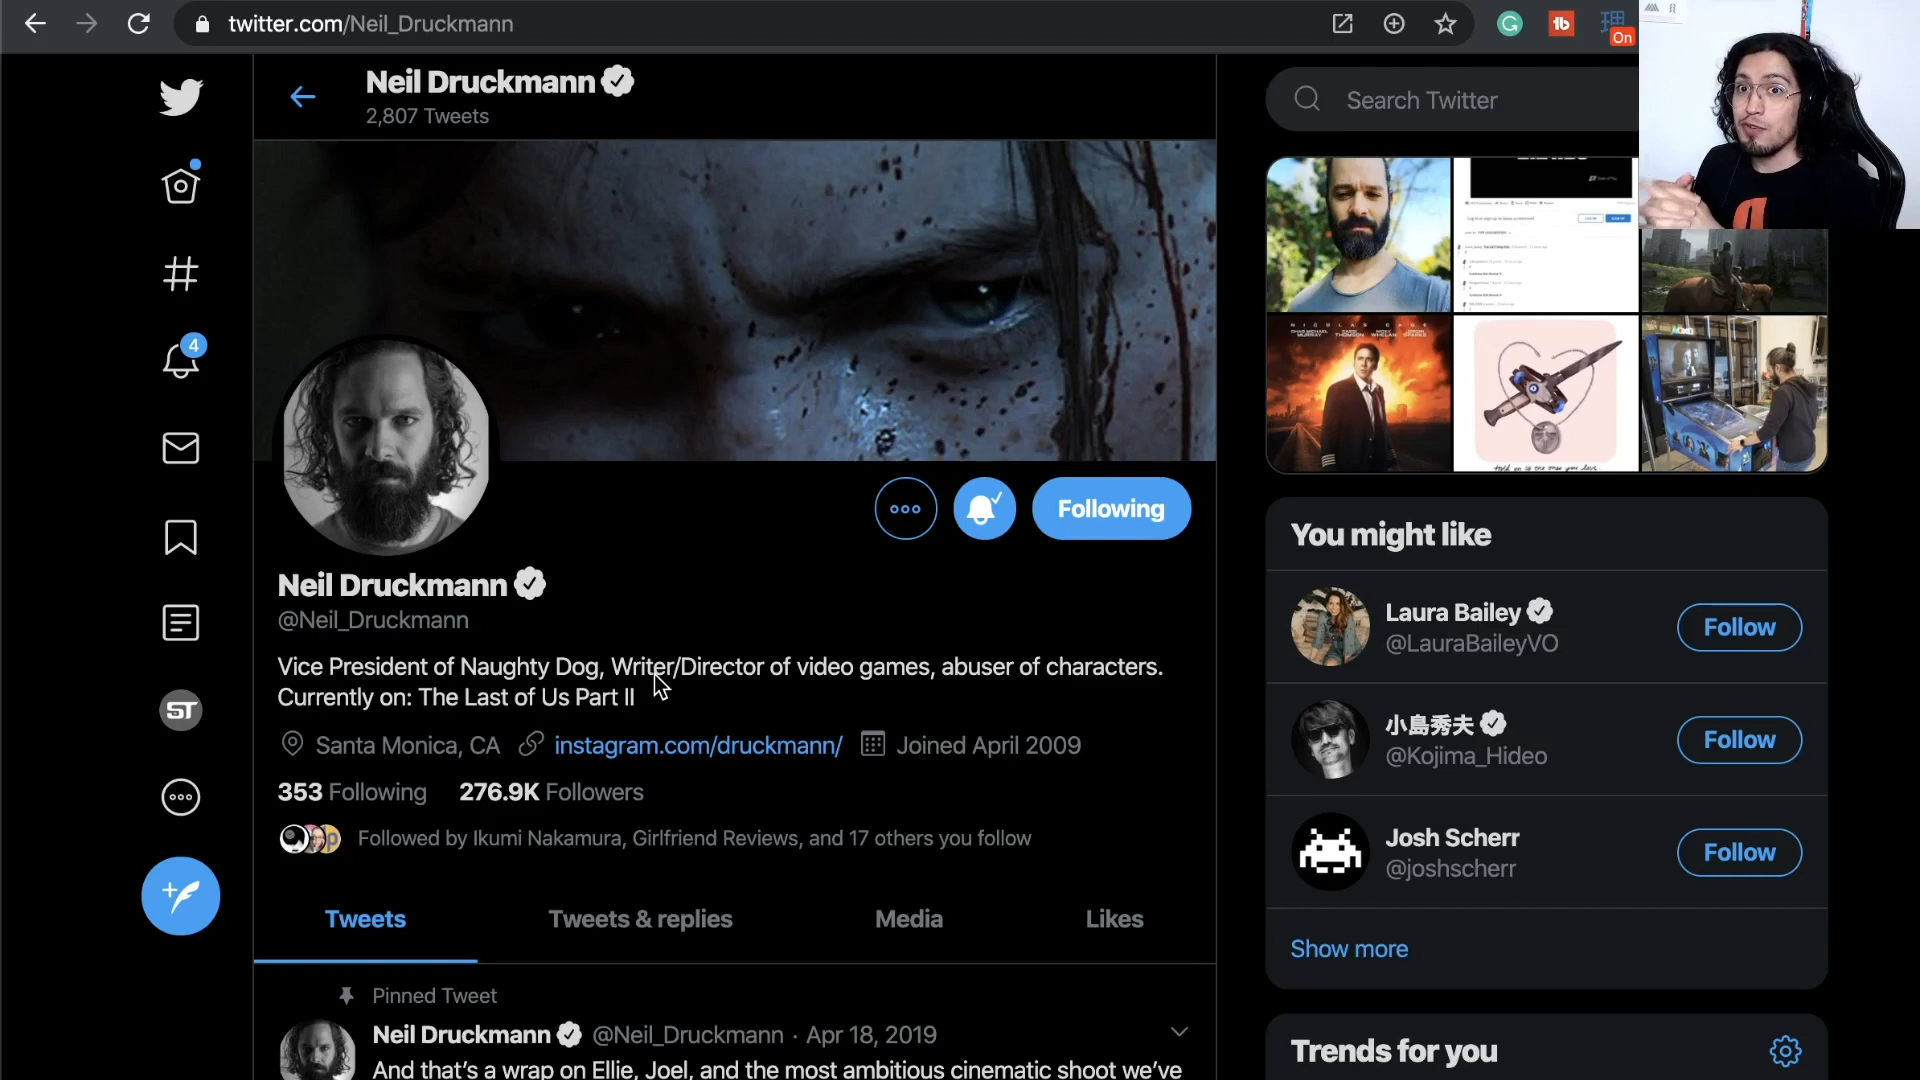 twitter.com/Neil_Druckmann
On
Neil Druckmann
2,807 Tweets
Search Twitter
4
Following
Neil Druckmann
@Neil_Druckmann
Vice President of Naughty Dog, Writer/Director of video games, abuser of characters.
Currently on: The Last of Us Part II
Santa Monica, CA instagram.com/druckmann/ Joined April 2009
353 Following 276.9K Followers
Followed by Ikumi Nakamura, Girlfriend Reviews, and 17 others you follow
Tweets Tweets & replies Media Likes
Pinned Tweet
Neil Druckmann @Neil_Druckmann · Apr 18, 2019
And that's a wrap on Ellie, Joel, and the most ambitious cinematic shoot we've
NICOLAS CAGE
You might like
Laura Bailey
@LauraBaileyVO
Follow
小島秀夫
@Kojima_Hideo
Follow
Josh Scherr
@joshscherr
Follow
Show more
Trends for you
ST